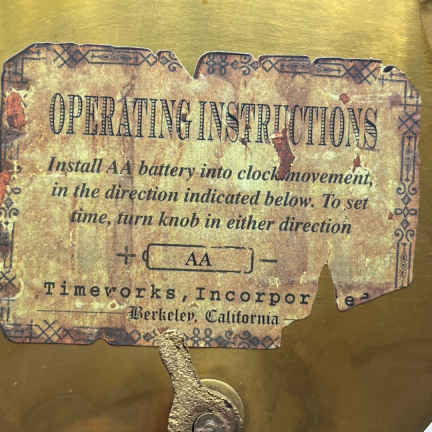 OPERATING INSTRUCTIONS
Install AA battery into clock movement,
in the direction indicated below. To set
time, turn knob in either direction
+ AA −
Timeworks, Incorpor
Berkeley, California